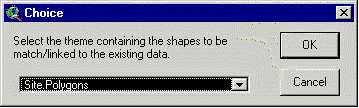 Choice
Select the theme containing the shapes to be
match/linked to the existing data.
OK
Site.Polygons
Cancel